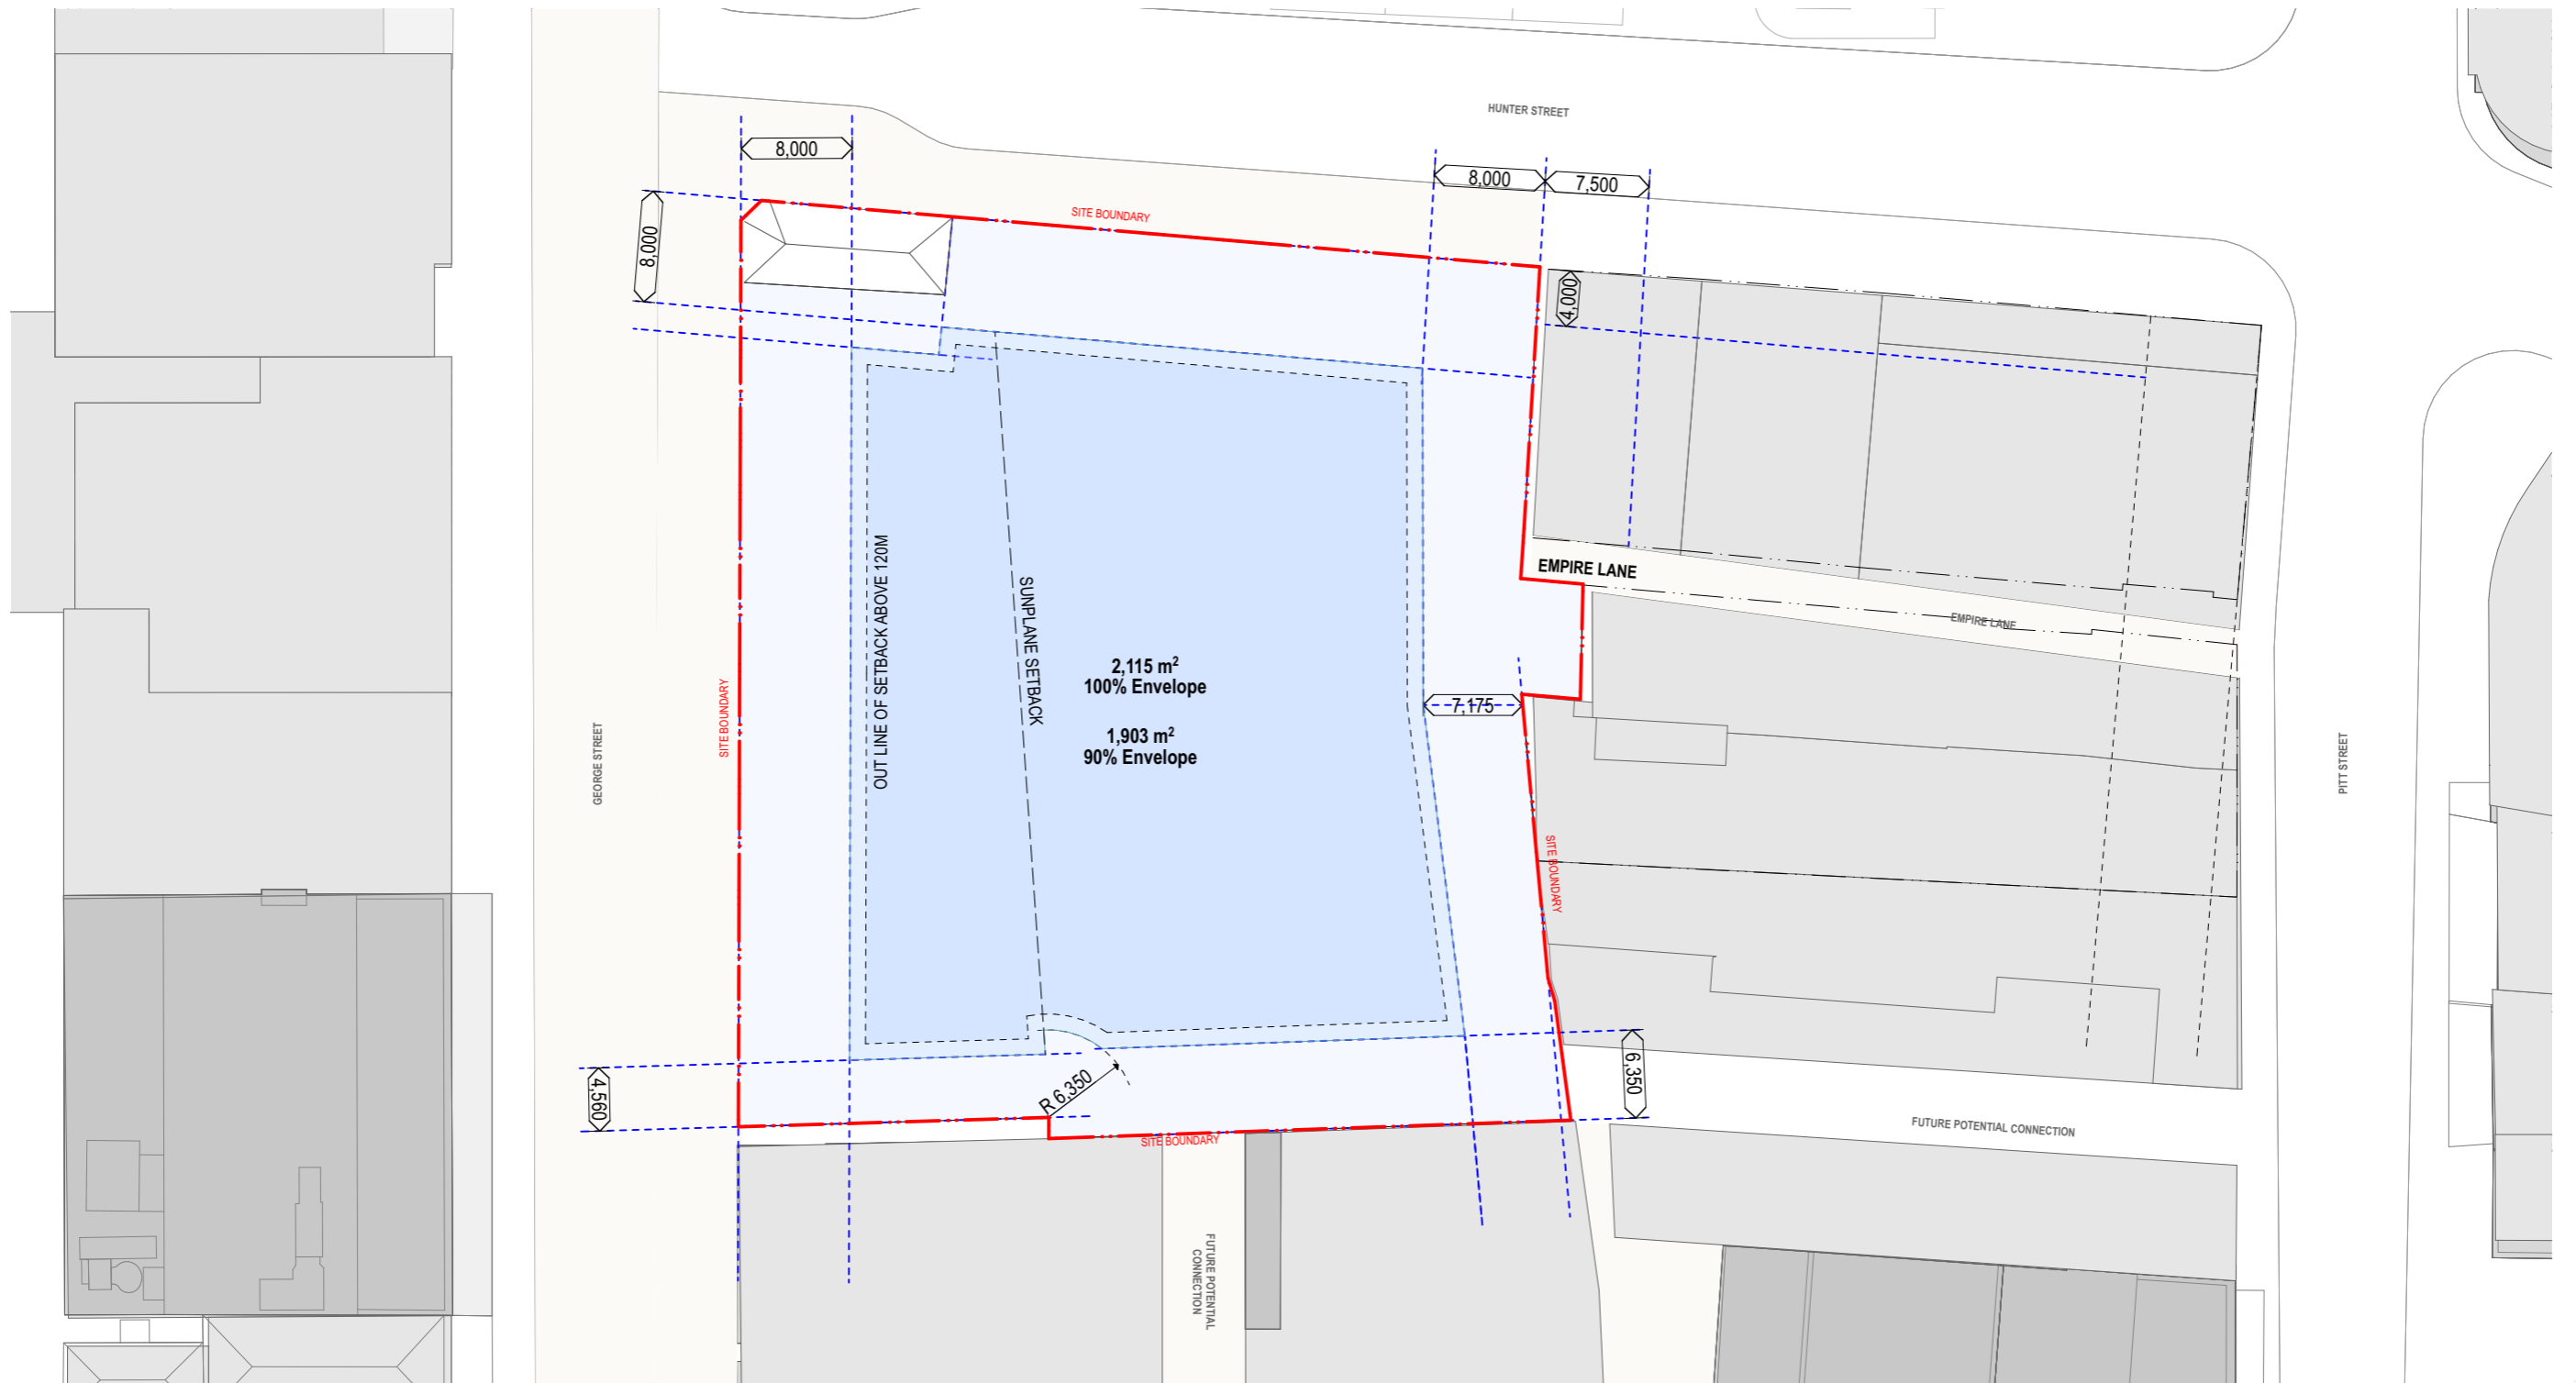 HUNTER STREET
8,000
8,000
7,500
SITE BOUNDARY
8,000
4,000
EMPIRE LANE
EMPIRE LANE
OUT LINE OF SETBACK ABOVE 120M
SUNPLANE SETBACK
2,115 m²
100% Envelope
1,903 m²
90% Envelope
7,175
SITE BOUNDARY
GEORGE STREET
PITT STREET
SITE BOUNDARY
4,560
R 6,350
6,350
SITE BOUNDARY
FUTURE POTENTIAL CONNECTION
FUTURE POTENTIAL
CONNECTION